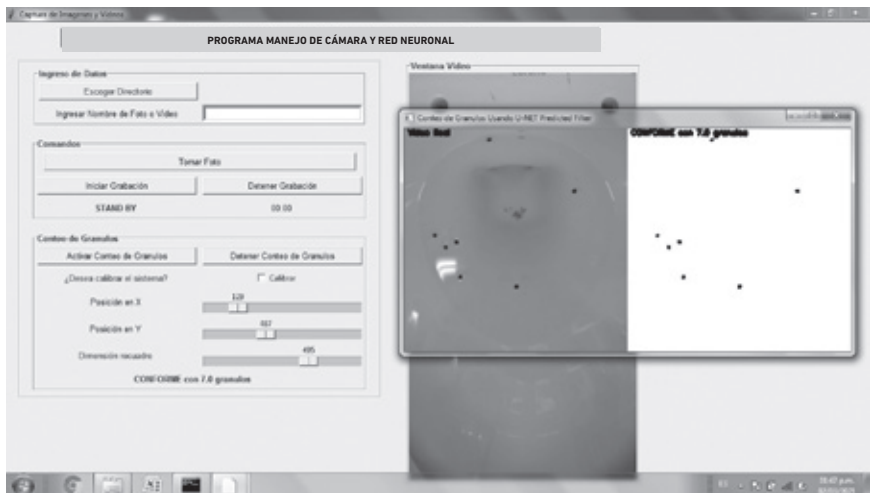 Captura de Imagenes y Videos
PROGRAMA MANEJO DE CÁMARA Y RED NEURONAL
Ingreso de Datos
Escoger Directorio
Ingresar Nombre de Foto o Video
Comandos
Tomar Foto
Iniciar Grabación
Detener Grabación
STAND BY
00:00
Conteo de Granulos
Activar Conteo de Granulos
Detener Conteo de Granulos
¿Desea calibrar el sistema?
Calibrar
Posición en X
Posición en Y
Dimensión recuadro
495
CONFORME con 7.0 granulos
Ventana Video
Conteo de Granulos Usando U-NET Predicted Filter
Video Real
CONFORME con 7.0 granulos
ES